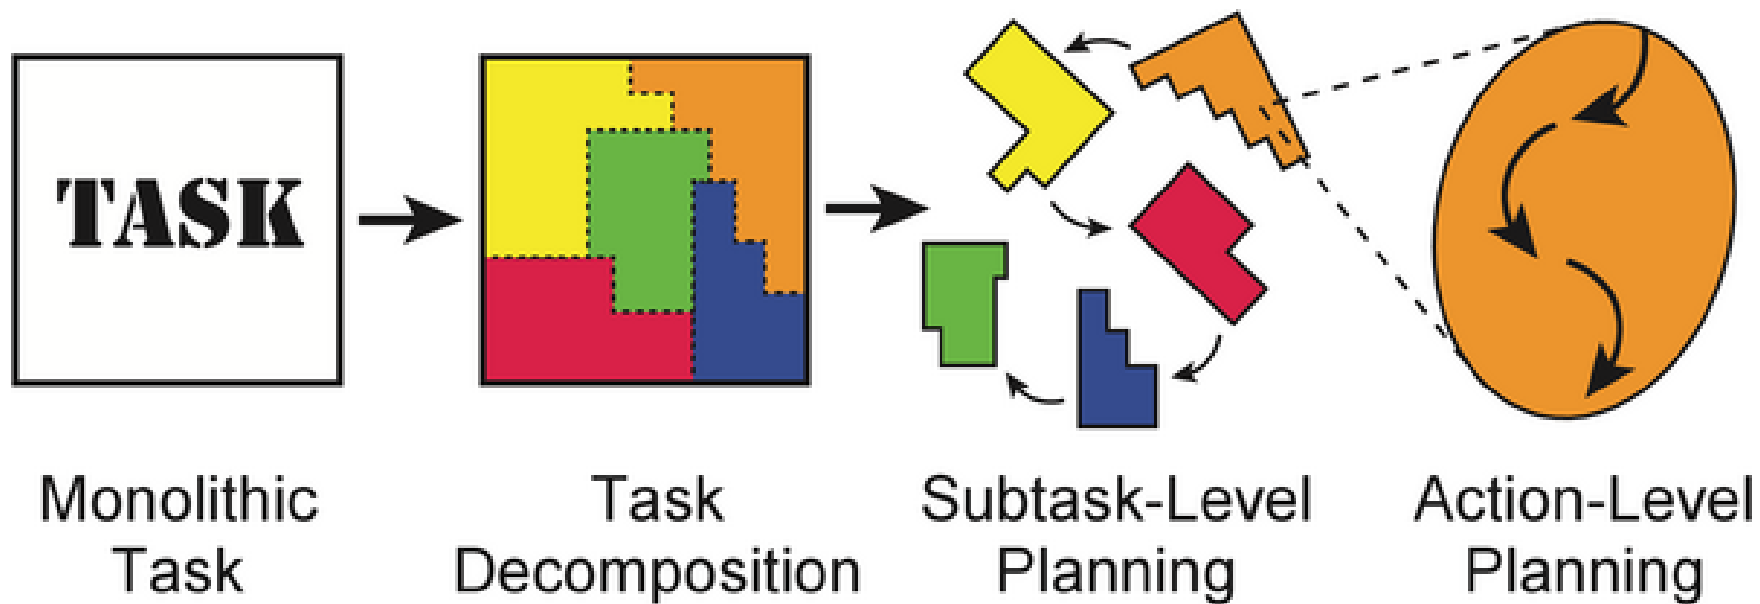 TASK
Monolithic
Task
Task
Decomposition
Subtask-Level
Planning
Action-Level
Planning